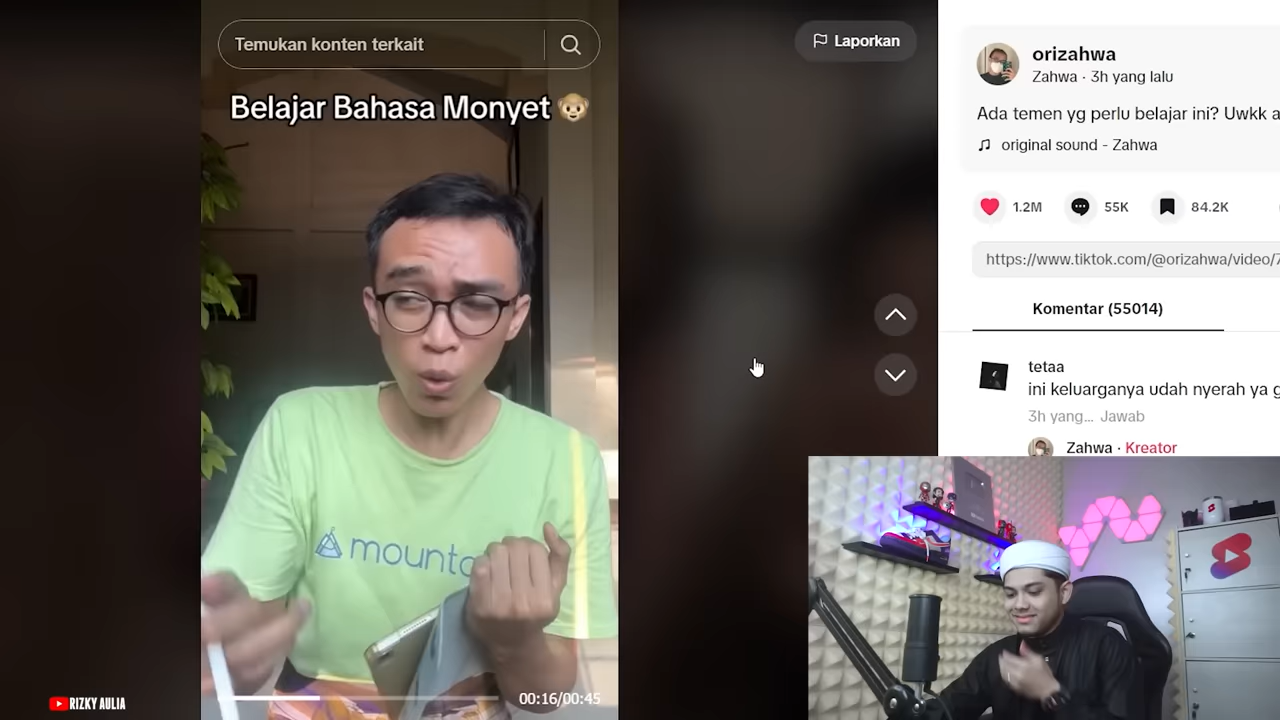 Temukan konten terkait
Laporkan
Belajar Bahasa Monyet
mounta
00:16/00:45
RIZKY AULIA
orizahwa
Zahwa · 3h yang lalu
Ada temen yg perlu belajar ini? Uwkk a
original sound - Zahwa
1.2M
55K
84.2K
https://www.tiktok.com/@orizahwa/video/7
Komentar (55014)
tetaa
ini keluarganya udah nyerah ya g
3h yang... Jawab
Zahwa · Kreator